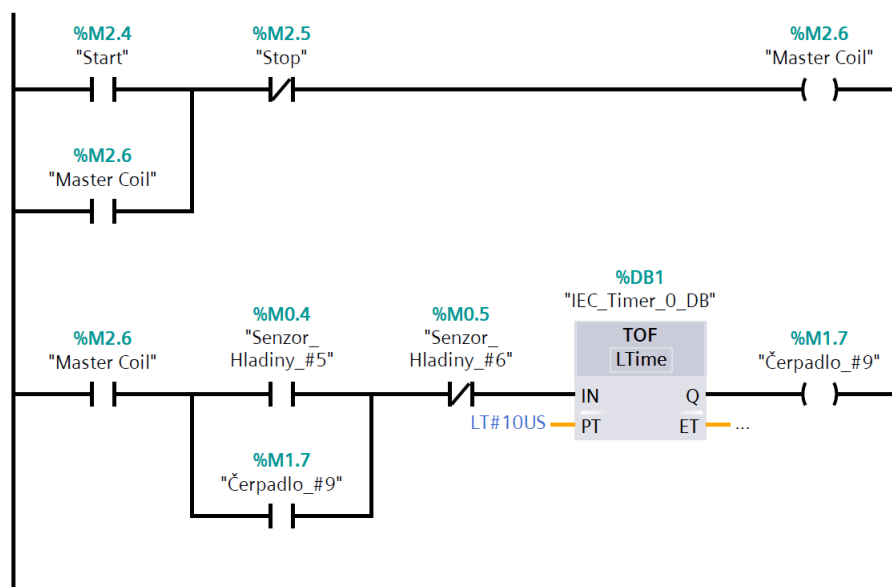 %M2.4
"Start"
%M2.5
"Stop"
%M2.6
"Master Coil"
%M2.6
"Master Coil"
%DB1
"IEC_Timer_0_DB"
%M2.6
"Master Coil"
%M0.4
"Senzor_
Hladiny_#5"
%M0.5
"Senzor_
Hladiny_#6"
TOF
LTime
%M1.7
"Čerpadlo_#9"
IN
Q
LT#10US
PT
ET
...
%M1.7
"Čerpadlo_#9"